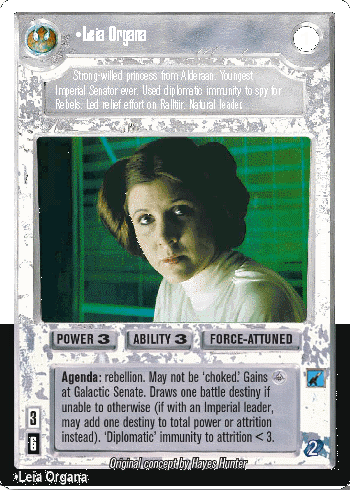 •Leia Organa
Strong-willed princess from Alderaan. Youngest
Imperial Senator ever. Used diplomatic immunity to spy for
Rebels. Led relief effort on Ralltiir. Natural leader.
POWER 3 ABILITY 3 FORCE-ATTUNED
Agenda: rebellion. May not be 'choked.' Gains
at Galactic Senate. Draws one battle destiny if
unable to otherwise (if with an Imperial leader,
may add one destiny to total power or attrition
instead). 'Diplomatic' immunity to attrition < 3.
3
6
2
Original concept by Hayes Hunter
•Leia Organa